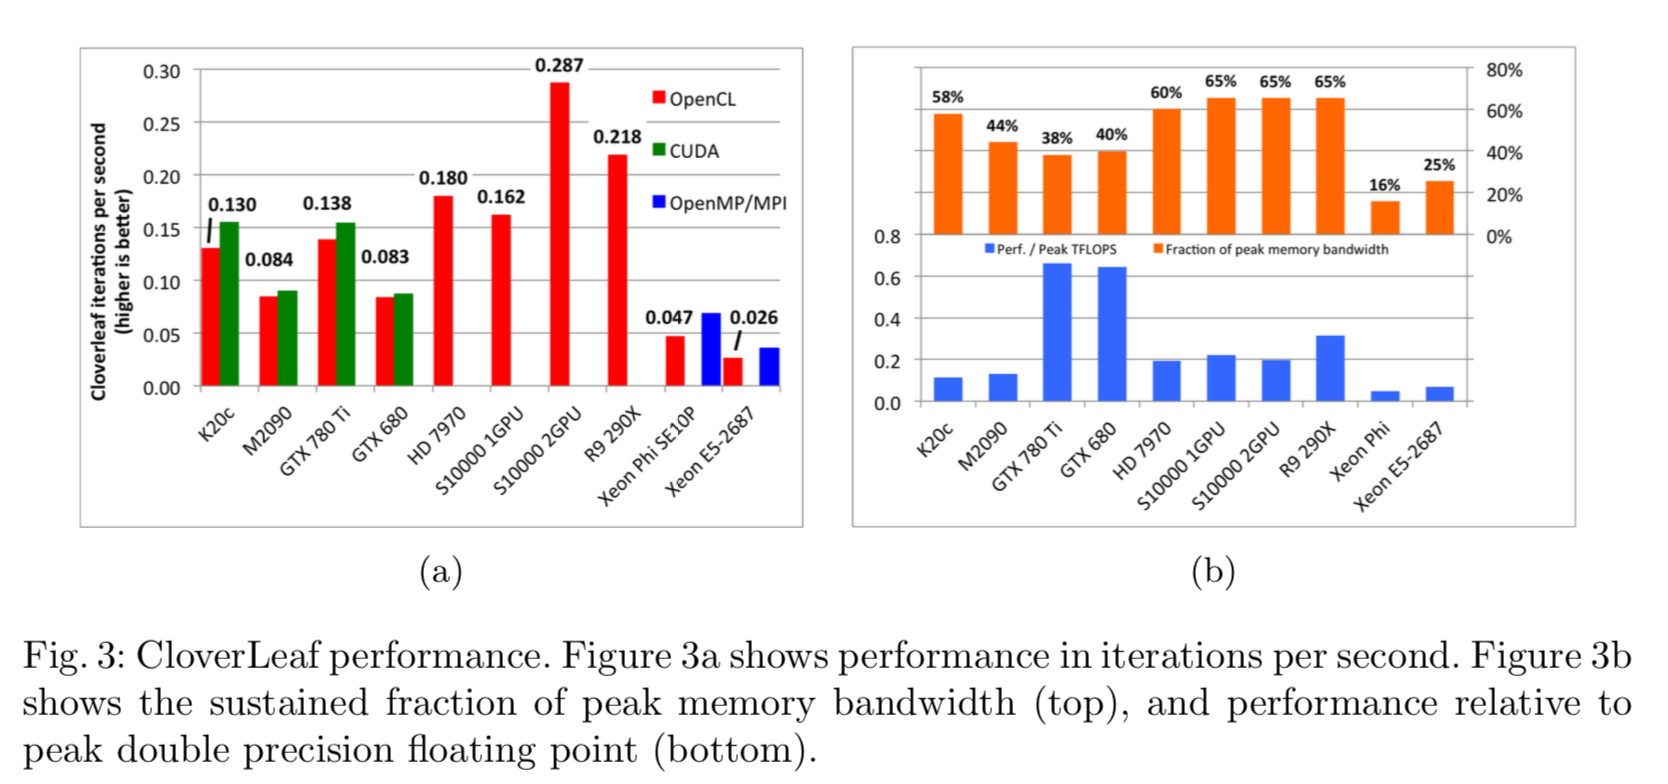 0.30
0.25
0.20
0.15
0.10
0.05
0.00
Cloverleaf iterations per second
(higher is better)
0.130
0.084
0.138
0.083
0.180
0.162
0.287
0.218
0.047
0.026
OpenCL
CUDA
OpenMP/MPI
K20c
M2090
GTX 780 Ti
GTX 680
HD 7970
S10000 1GPU
S10000 2GPU
R9 290X
Xeon Phi SE10P
Xeon E5-2687
(a)
58%
44%
38%
40%
60%
65%
65%
65%
16%
25%
80%
60%
40%
20%
0%
Perf. / Peak TFLOPS
Fraction of peak memory bandwidth
0.8
0.6
0.4
0.2
0.0
K20c
M2090
GTX 780 Ti
GTX 680
HD 7970
S10000 1GPU
S10000 2GPU
R9 290X
Xeon Phi
Xeon E5-2687
(b)
Fig. 3: CloverLeaf performance. Figure 3a shows performance in iterations per second. Figure 3b
shows the sustained fraction of peak memory bandwidth (top), and performance relative to
peak double precision floating point (bottom).